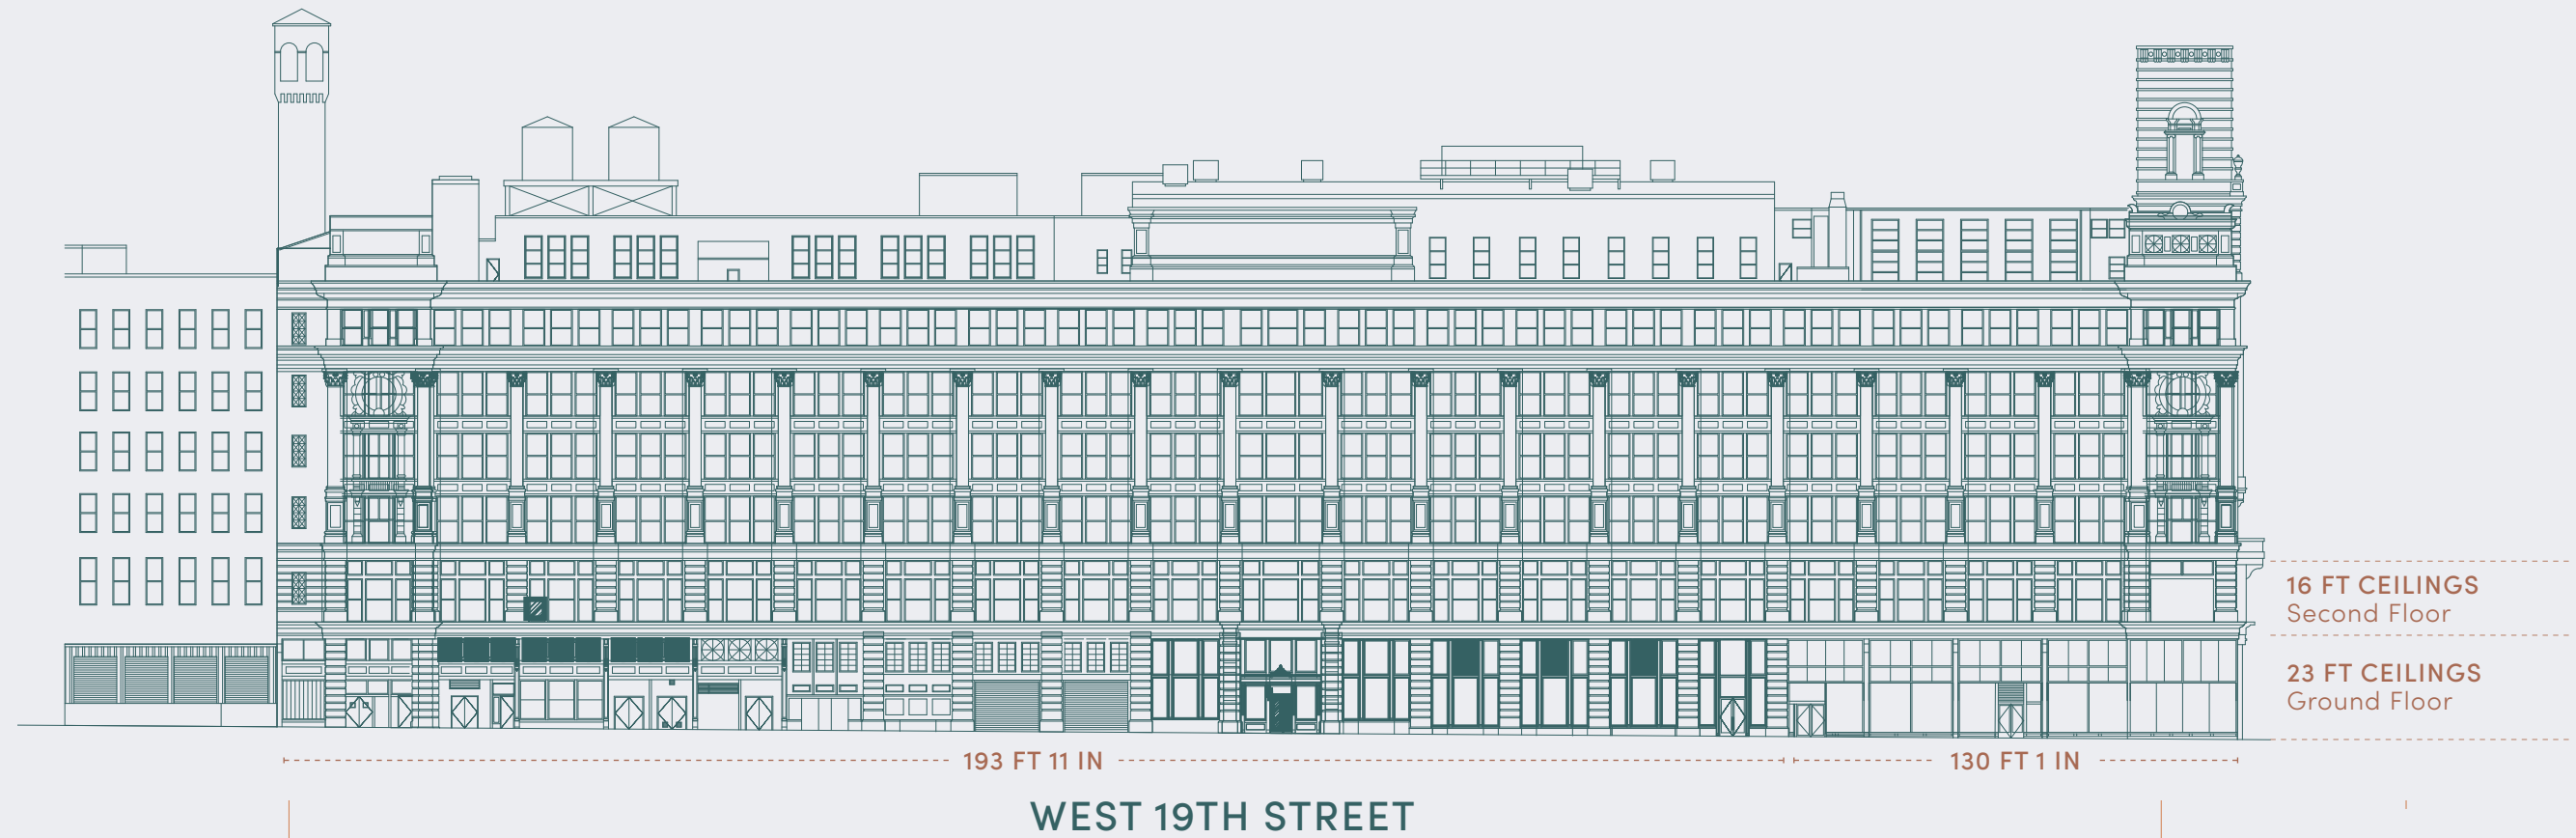 16 FT CEILINGS
Second Floor
23 FT CEILINGS
Ground Floor
193 FT 11 IN
130 FT 1 IN
WEST 19TH STREET